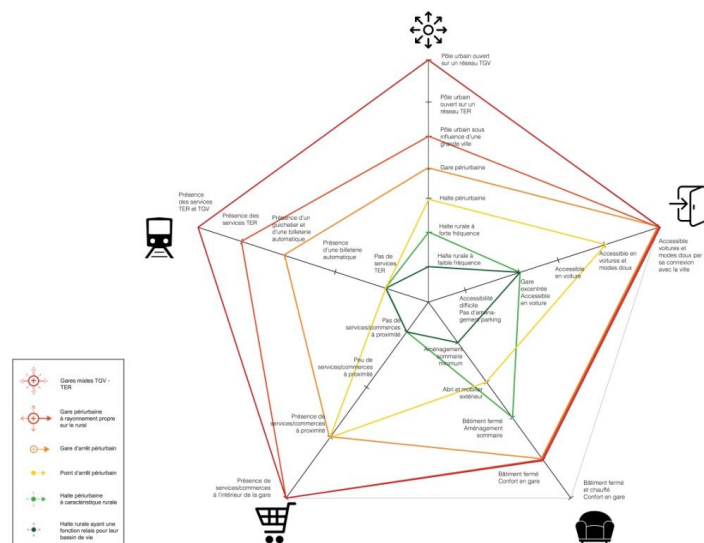 Pôle urbain ouvert
sur un réseau TGV
Pôle urbain
ouvert sur un
réseau TER
Pôle urbain sous
influence d'une
grande ville
Gare périurbaine
Halte périurbaine
Halte rurale à
forte fréquence
Halte rurale à
faible fréquence
Présence
des services
TER et TGV
Présence des services TER
Présence d'un
guichetier et
d'une billeterie
automatique
Présence
d'une billeterie
automatique
Pas de
services
TER
Accessible
voitures et
modes doux par
sa connexion
avec la ville
Accessible en
voitures et
modes doux
Accessible
en voiture
Gare
excentrée
Accessible
en voiture
Accessibilité
difficile
Pas d'amé-
nagement parking
Pas de
services/commerces
à proximité
Peu de
services/commerces
à proximité
Présence de
services/commerces
à proximité
Présence de
services/commerces
à l'intérieur de la gare
Aménagement
sommaire
minimum
Abri et mobilier
extérieur
Bâtiment fermé
Aménagement
sommaire
Bâtiment fermé
Confort en gare
Bâtiment fermé
et chauffé
Confort en gare
Gares mixtes TGV -
TER
Gare
périurbaine
à rayonnement propre
sur le rural
Gare d'arrêt périurbain
Point d'arrêt périurbain
Halte périurbaine
à caractéristique rurale
Halte rurale ayant une
fonction relais pour leur
bassin de vie